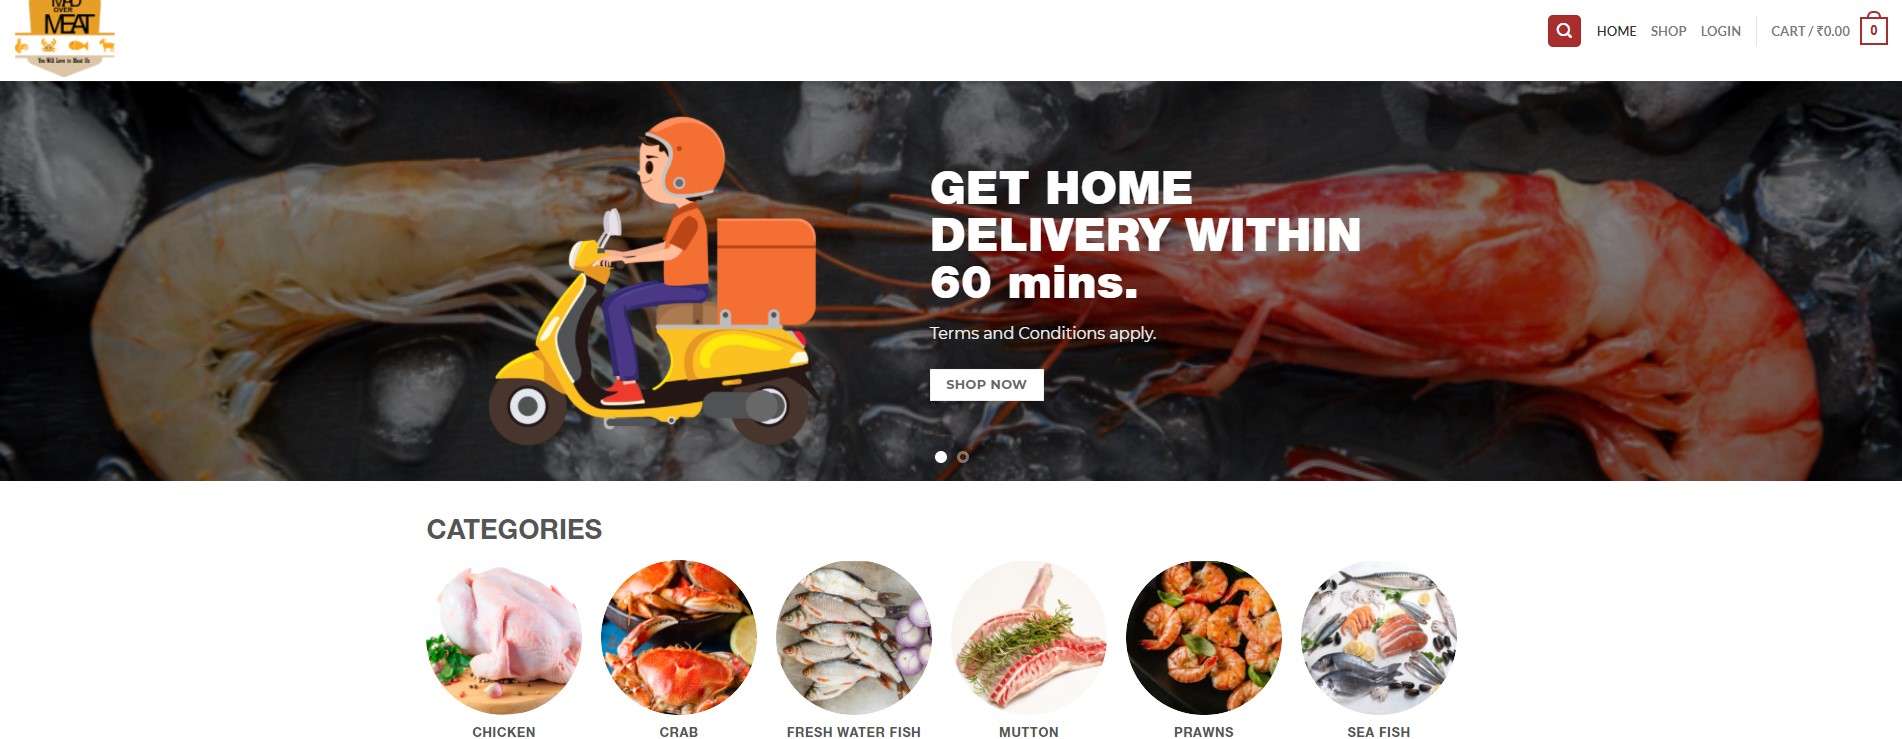 MAD
OVER
MEAT
You Will Love to Meat Us
HOME
SHOP
LOGIN
CART / ₹0.00
0
GET HOME
DELIVERY WITHIN
60 mins.
Terms and Conditions apply.
SHOP NOW
CATEGORIES
CHICKEN
CRAB
FRESH WATER FISH
MUTTON
PRAWNS
SEA FISH